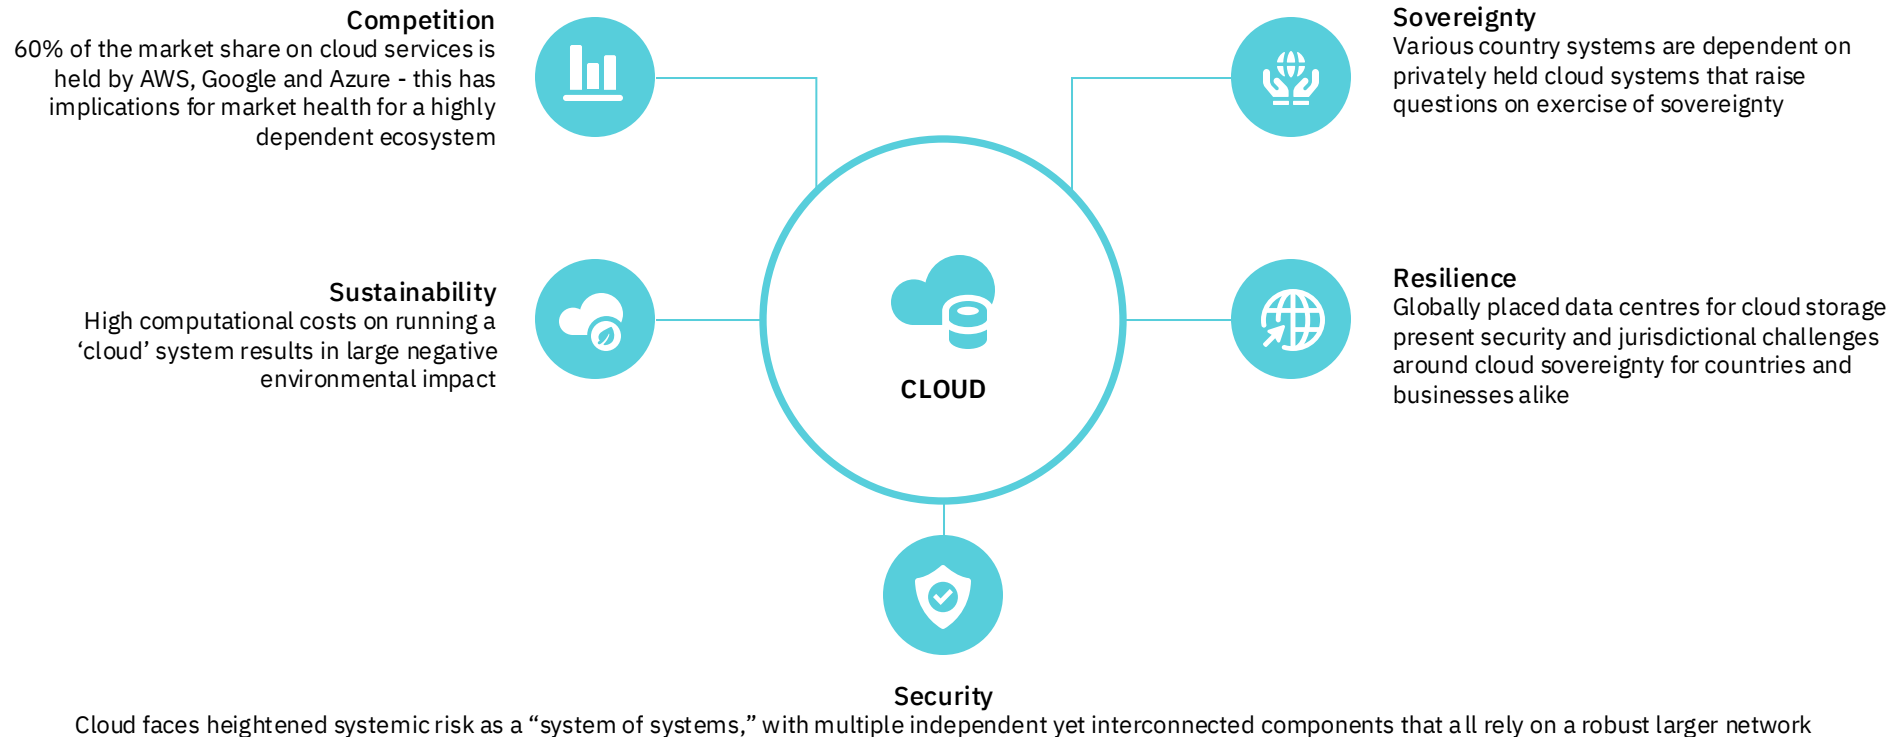 Competition
60% of the market share on cloud services is
held by AWS, Google and Azure - this has
implications for market health for a highly
dependent ecosystem
Sovereignty
Various country systems are dependent on
privately held cloud systems that raise
questions on exercise of sovereignty
Sustainability
High computational costs on running a
‘cloud’ system results in large negative
environmental impact
CLOUD
Resilience
Globally placed data centres for cloud storage
present security and jurisdictional challenges
around cloud sovereignty for countries and
businesses alike
Security
Cloud faces heightened systemic risk as a “system of systems,” with multiple independent yet interconnected components that all rely on a robust larger network